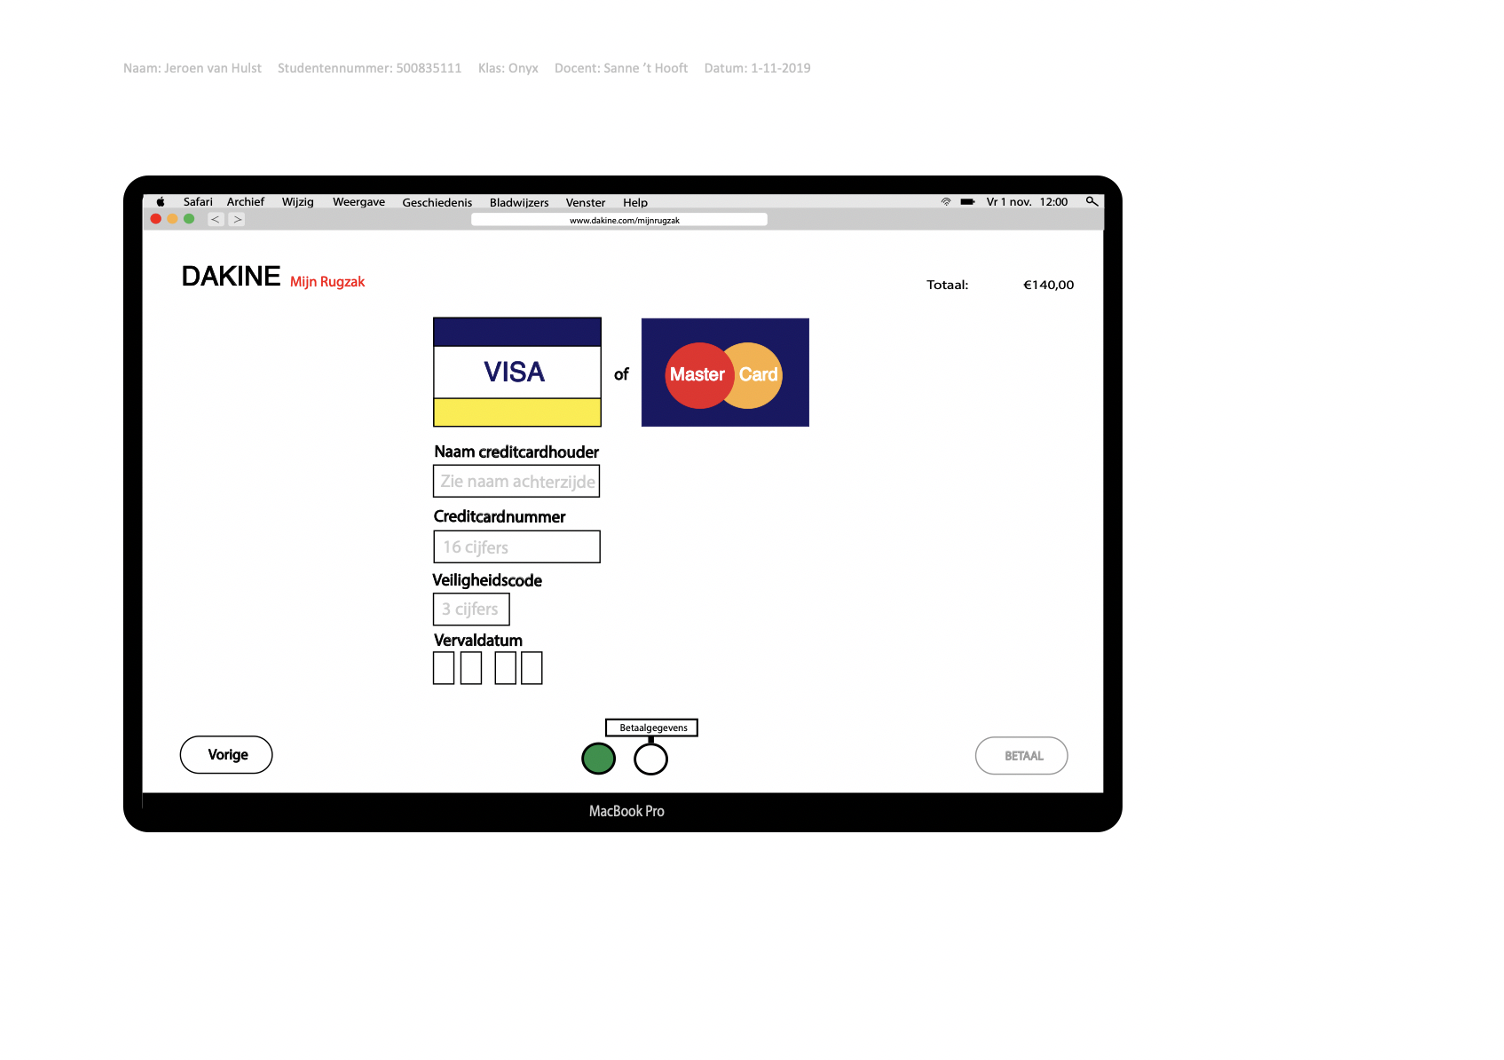 Naam: Jeroen van Hulst Studentennummer: 500835111 Klas: Onyx Docent: Sanne ’t Hooft Datum: 1-11-2019
Safari Archief Wijzig Weergave Geschiedenis Bladwijzers Venster Help Vr 1 nov. 12:00
< > www.dakine.com/mijnrugzak
DAKINE Mijn Rugzak
Totaal: €140,00
VISA of Master Card
Naam creditcardhouder
Zie naam achterzijde
Creditcardnummer
16 cijfers
Veiligheidscode
3 cijfers
Vervaldatum
Betaalgegevens
Vorige BETAAL
MacBook Pro